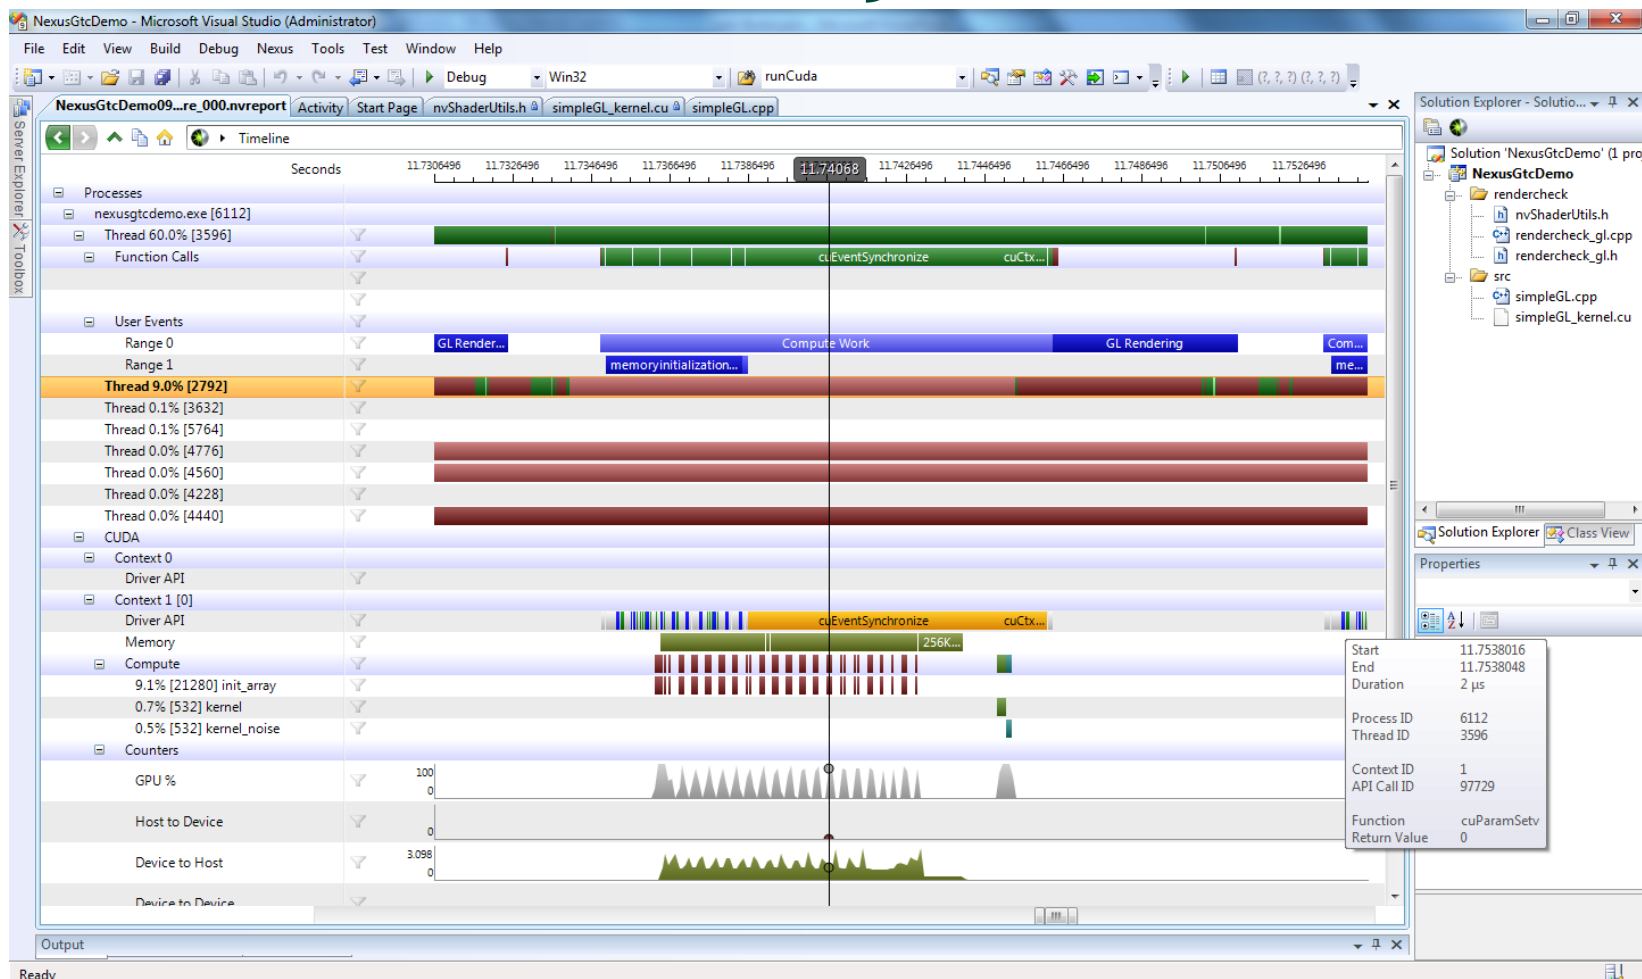 NexusGtcDemo - Microsoft Visual Studio (Administrator)
File Edit View Build Debug Nexus Tools Test Window Help
Debug Win32 runCuda (?, ?, ?) (?, ?, ?)
NexusGtcDemo09...re_000.nvreport Activity Start Page nvShaderUtils.h simpleGL_kernel.cu simpleGL.cpp
Server Explorer
Toolbox
Timeline
Seconds 11.7306496 11.7326496 11.7346496 11.7366496 11.7386496 11.74068 11.7426496 11.7446496 11.7466496 11.7486496 11.7506496 11.7526496
Processes
nexusgtcdemo.exe [6112]
Thread 60.0% [3596]
Function Calls cuEventSynchronize cuCtx...
User Events
Range 0 GL Render... Compute Work GL Rendering Com...
Range 1 memoryinitialization... me...
Thread 9.0% [2792]
Thread 0.1% [3632]
Thread 0.1% [5764]
Thread 0.0% [4776]
Thread 0.0% [4560]
Thread 0.0% [4228]
Thread 0.0% [4440]
CUDA
Context 0
Driver API
Context 1 [0]
Driver API cuEventSynchronize cuCtx...
Memory 256K...
Compute
9.1% [21280] init_array
0.7% [532] kernel
0.5% [532] kernel_noise
Counters
GPU % 100
0
Host to Device 0
Device to Host 3.098
0
Device to Device
Output
Ready
Solution Explorer - Solutio...
Solution 'NexusGtcDemo' (1 proj
NexusGtcDemo
rendercheck
nvShaderUtils.h
rendercheck_gl.cpp
rendercheck_gl.h
src
simpleGL.cpp
simpleGL_kernel.cu
Solution Explorer Class View
Properties
Start 11.7538016
End 11.7538048
Duration 2 µs
Process ID 6112
Thread ID 3596
Context ID 1
API Call ID 97729
Function cuParamSetv
Return Value 0